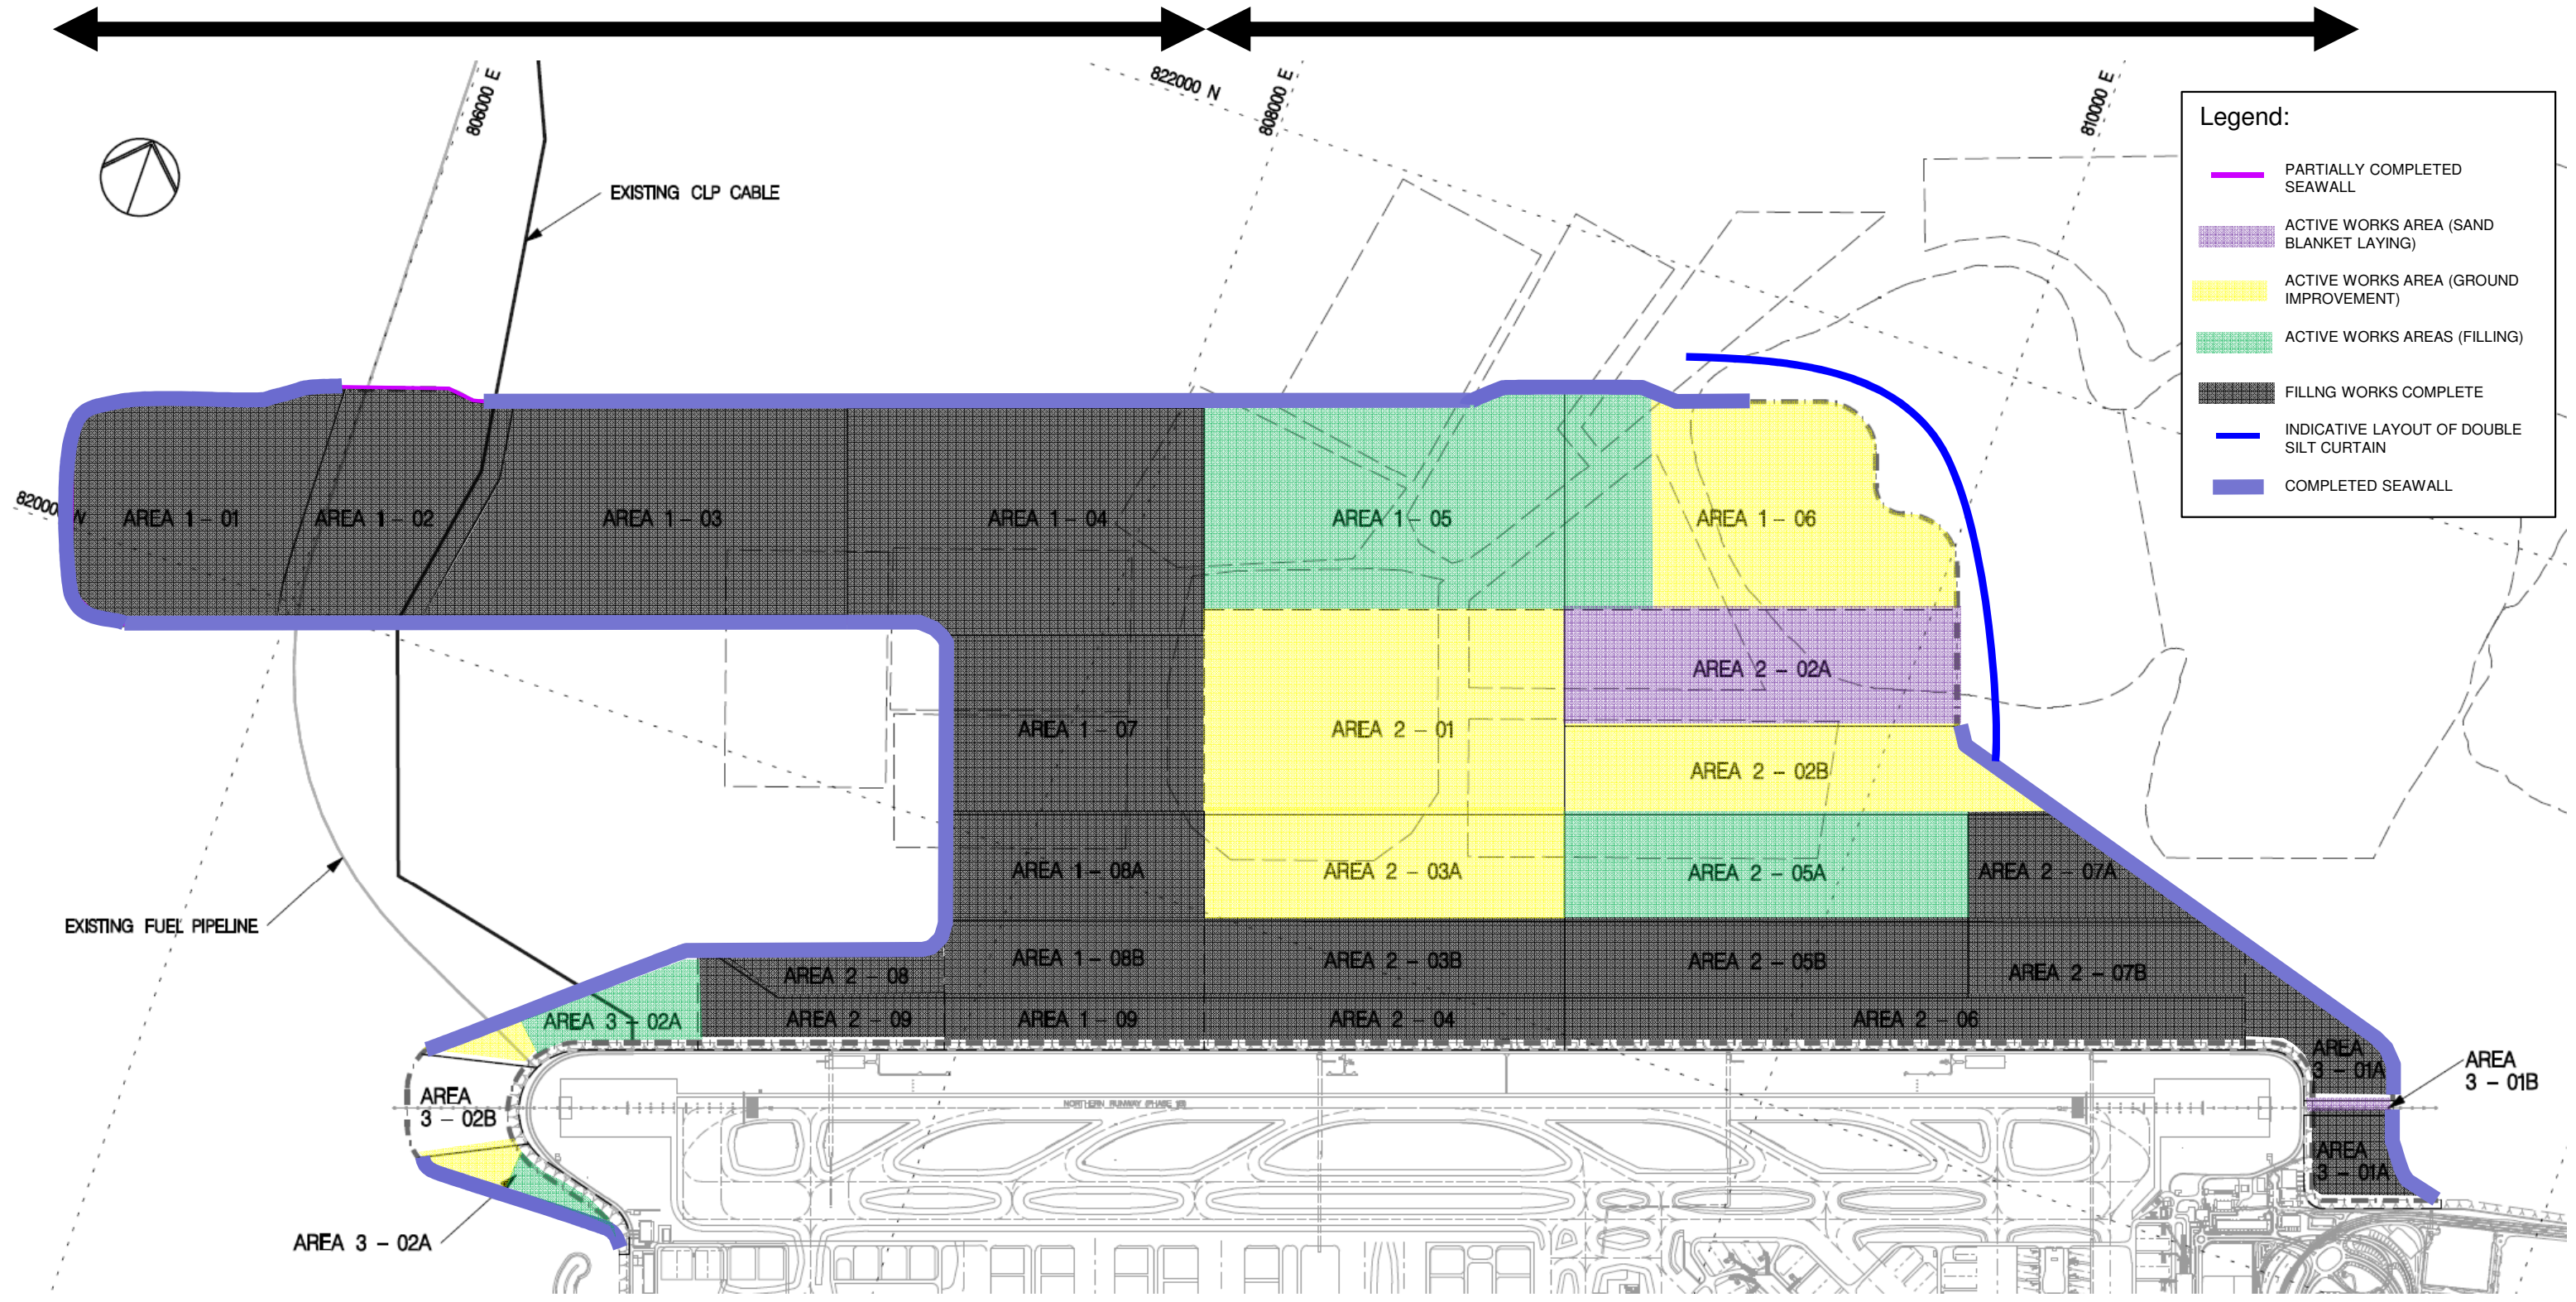 806000 E
822000 N
808000 E
810000 E
Legend:
PARTIALLY COMPLETED
SEAWALL
ACTIVE WORKS AREA (SAND
BLANKET LAYING)
ACTIVE WORKS AREA (GROUND
IMPROVEMENT)
ACTIVE WORKS AREAS (FILLING)
FILLNG WORKS COMPLETE
INDICATIVE LAYOUT OF DOUBLE
SILT CURTAIN
COMPLETED SEAWALL
EXISTING CLP CABLE
820000 N
AREA 1 - 01
AREA 1 - 02
AREA 1 - 03
AREA 1 - 04
AREA 1 - 05
AREA 1 - 06
AREA 2 - 02A
AREA 1 - 07
AREA 2 - 01
AREA 2 - 02B
AREA 1 - 08A
AREA 2 - 03A
AREA 2 - 05A
AREA 2 - 07A
EXISTING FUEL PIPELINE
AREA 2 - 08
AREA 1 - 08B
AREA 2 - 03B
AREA 2 - 05B
AREA 2 - 07B
AREA 3 - 02A
AREA 2 - 09
AREA 1 - 09
AREA 2 - 04
AREA 2 - 06
AREA
3 - 01A
AREA
3 - 01B
AREA
3 - 02B
NORTHERN RUNWAY (PHASE 1B)
AREA
3 - 01A
AREA 3 - 02A